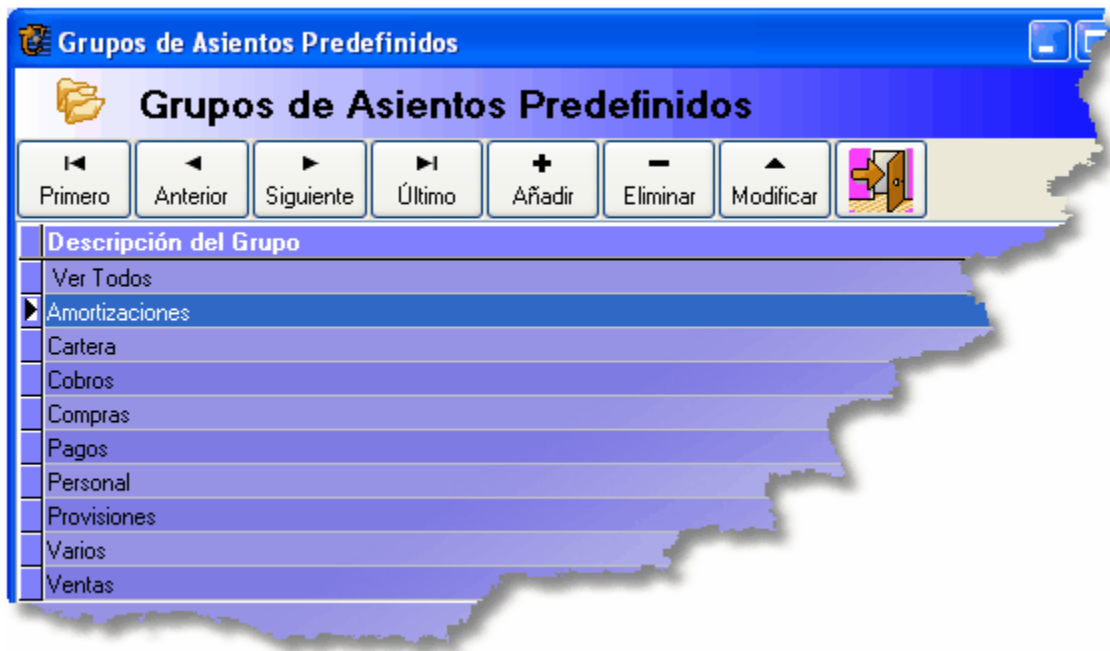 Grupos de Asientos Predefinidos
Grupos de Asientos Predefinidos
Primero Anterior Siguiente Último Añadir Eliminar Modificar
Descripción del Grupo
Ver Todos
Amortizaciones
Cartera
Cobros
Compras
Pagos
Personal
Provisiones
Varios
Ventas